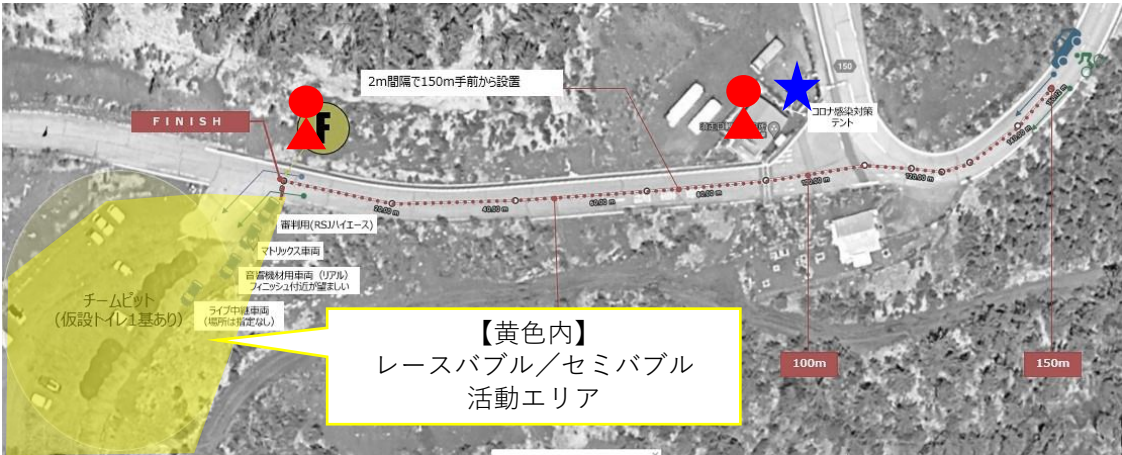 2m間隔で150m手前から設置
150
コロナ感染対策
テント
FINISH
F
20.00 m
40.00 m
60.00 m
80.00 m
100.00 m
120.00 m
140.00 m
審判用(RSJハイエース)
マトリックス車両
音響機材用車両（リアル）
フィニッシュ付近が望ましい
ライブ中継車両
（場所は指定なし）
チームピット
（仮設トイレ1基あり）
【黄色内】
レースバブル／セミバブル
活動エリア
100m
150m